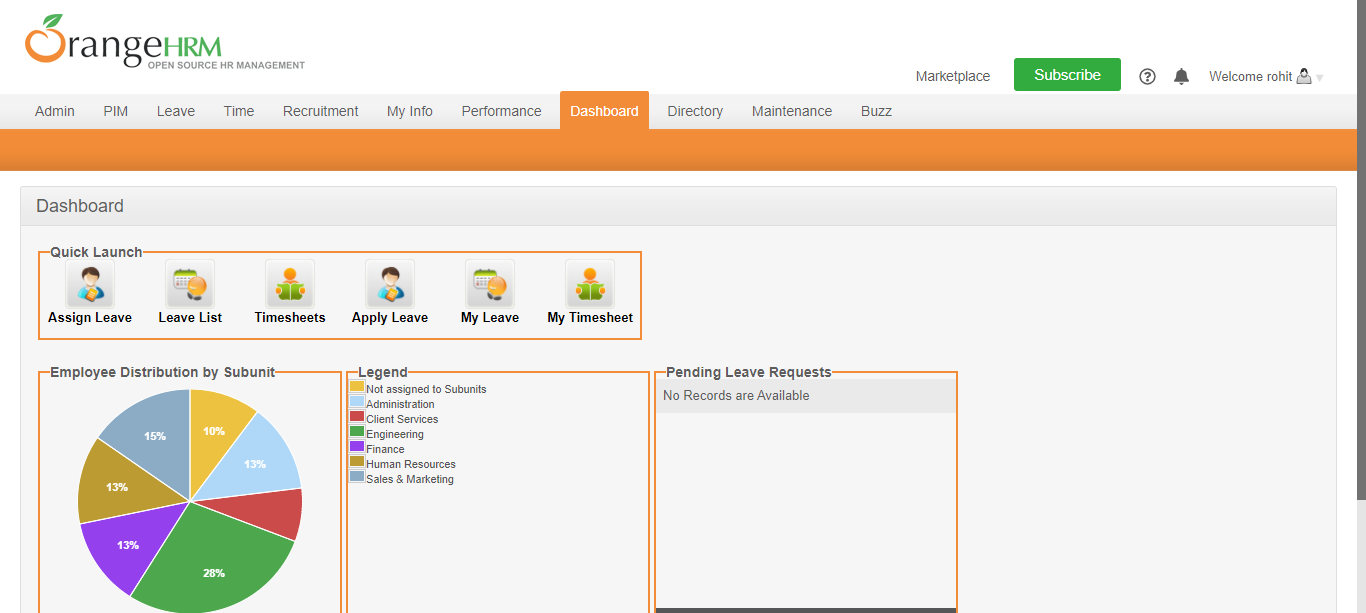 OrangeHRM
OPEN SOURCE HR MANAGEMENT
Marketplace Subscribe Welcome rohit
Admin PIM Leave Time Recruitment My Info Performance Dashboard Directory Maintenance Buzz
Dashboard
Quick Launch
Assign Leave Leave List Timesheets Apply Leave My Leave My Timesheet
Employee Distribution by Subunit
10%
13%
28%
13%
13%
15%
Legend
Not assigned to Subunits
Administration
Client Services
Engineering
Finance
Human Resources
Sales & Marketing
Pending Leave Requests
No Records are Available